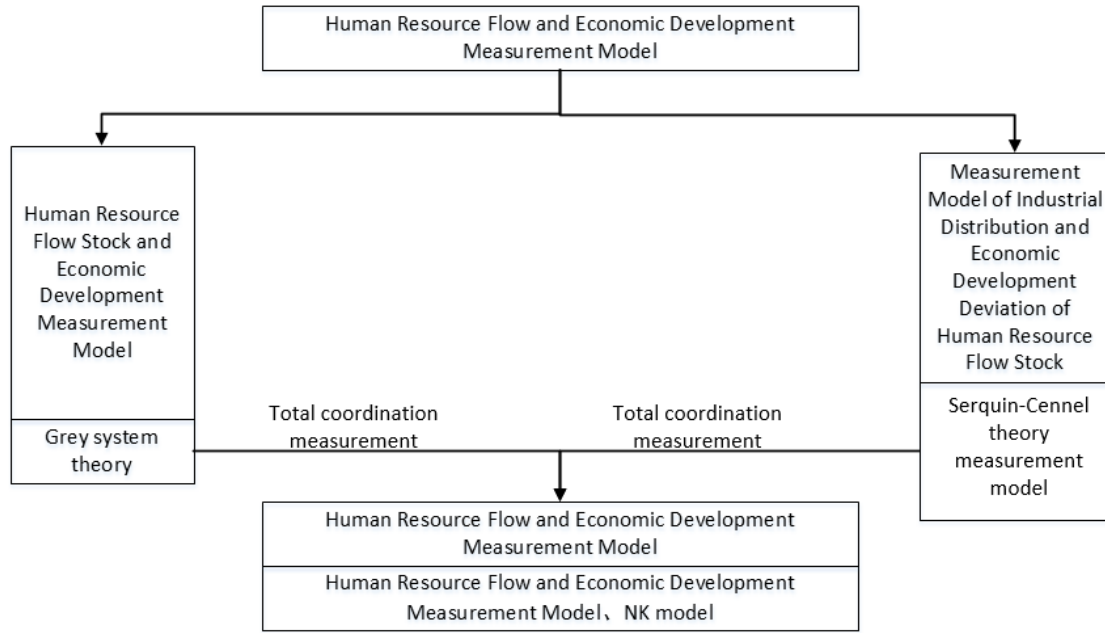 Human Resource Flow and Economic Development
Measurement Model
Human Resource
Flow Stock and
Economic
Development
Measurement
Model
Grey system
theory
Measurement
Model of Industrial
Distribution and
Economic
Development
Deviation of
Human Resource
Flow Stock
Serquin-Cennel
theory
measurement
model
Total coordination
measurement
Total coordination
measurement
Human Resource Flow and Economic Development
Measurement Model
Human Resource Flow and Economic Development
Measurement Model、NK model